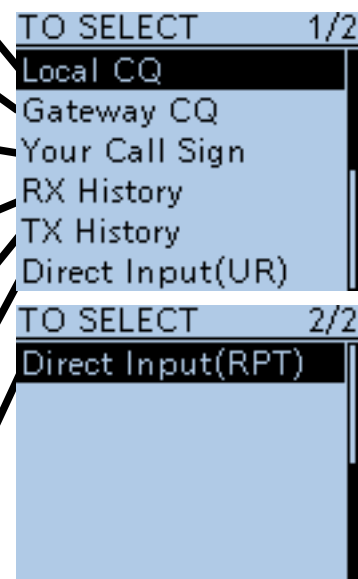 TO SELECT 1/2
Local CQ
Gateway CQ
Your Call Sign
RX History
TX History
Direct Input(UR)
TO SELECT 2/2
Direct Input(RPT)